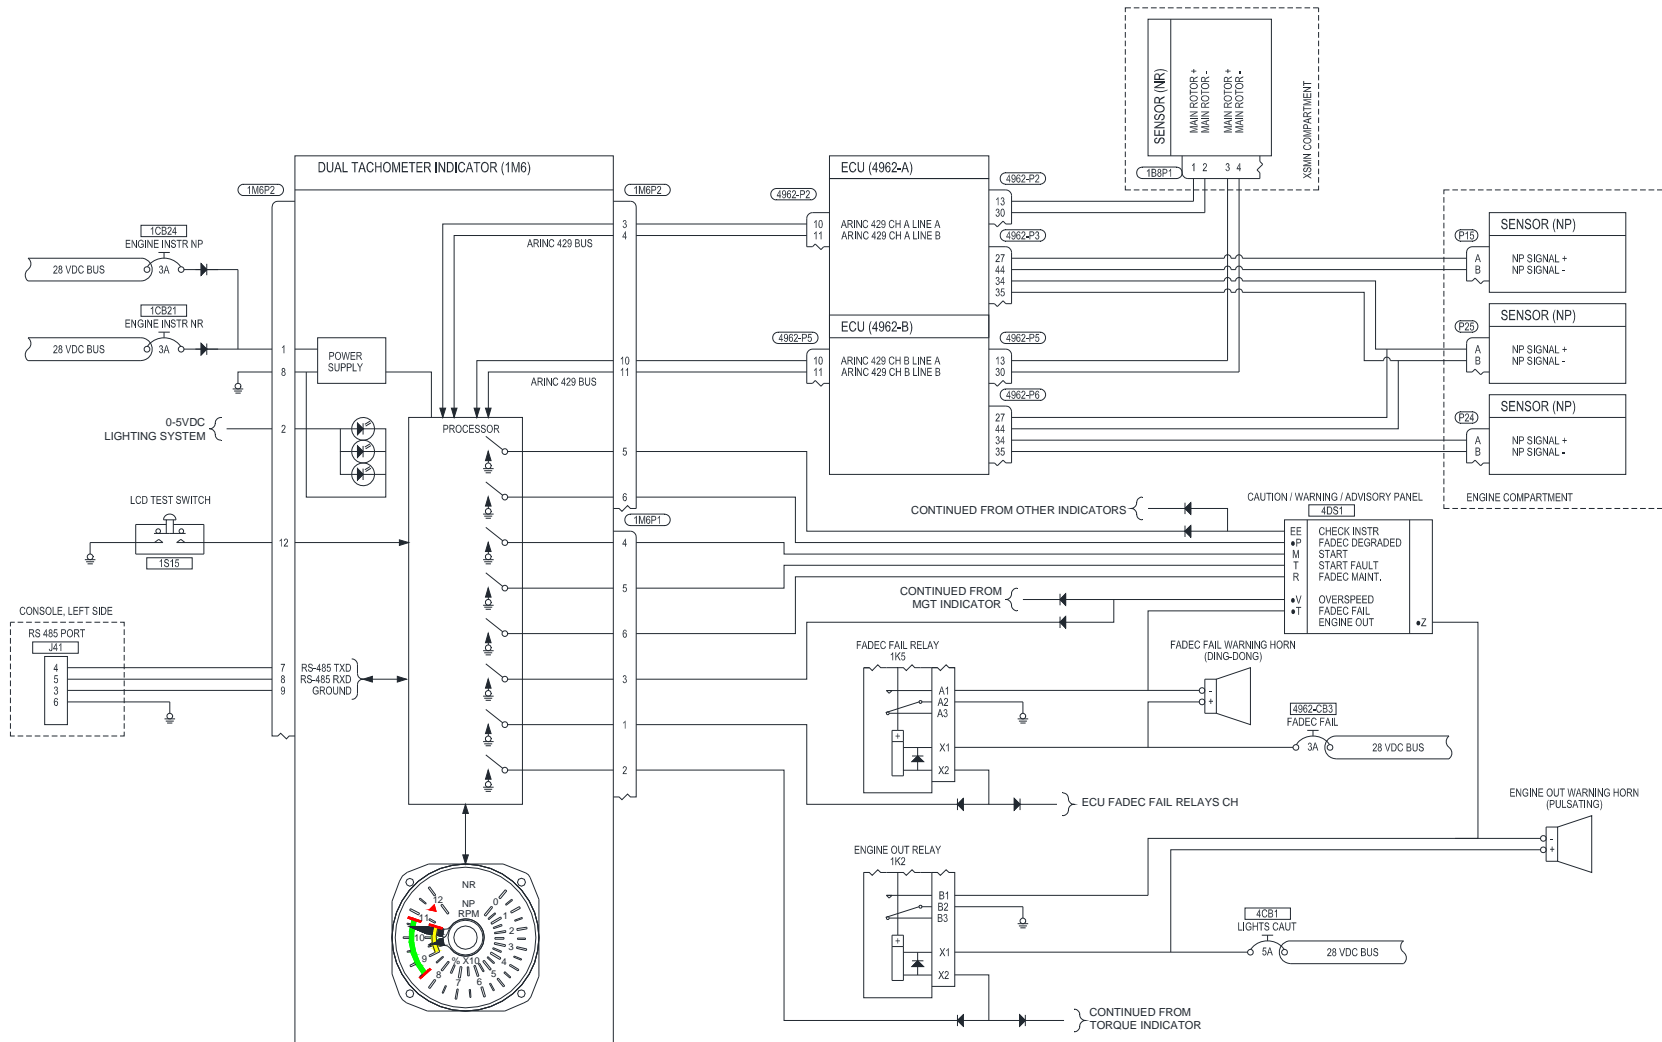 SENSOR (NR)
MAIN ROTOR +
MAIN ROTOR -
MAIN ROTOR +
MAIN ROTOR -
XSMN COMPARTMENT
1B8P1
1 2 3 4
DUAL TACHOMETER INDICATOR (1M6)
1M6P2
1M6P2
1CB24
ENGINE INSTR NP
28 VDC BUS
3A
1CB21
ENGINE INSTR NR
28 VDC BUS
3A
1
8
POWER
SUPPLY
0-5VDC
LIGHTING SYSTEM
2
LCD TEST SWITCH
1S15
12
CONSOLE, LEFT SIDE
RS 485 PORT
J41
4
5
3
6
7
8
9
RS-485 TXD
RS-485 RXD
GROUND
PROCESSOR
ARINC 429 BUS
3
4
ARINC 429 BUS
10
11
5
6
1M6P1
4
5
6
3
1
2
NR
NP
RPM
% X10
0
1
2
3
4
5
6
7
8
9
10
11
12
ECU (4962-A)
4962-P2
10 ARINC 429 CH A LINE A
11 ARINC 429 CH A LINE B
4962-P2
13
30
4962-P3
27
44
34
35
ECU (4962-B)
4962-P5
10 ARINC 429 CH B LINE A
11 ARINC 429 CH B LINE B
4962-P5
13
30
4962-P6
27
44
34
35
P15
SENSOR (NP)
A NP SIGNAL +
B NP SIGNAL -
P25
SENSOR (NP)
A NP SIGNAL +
B NP SIGNAL -
P24
SENSOR (NP)
A NP SIGNAL +
B NP SIGNAL -
ENGINE COMPARTMENT
CAUTION / WARNING / ADVISORY PANEL
4DS1
CONTINUED FROM OTHER INDICATORS
EE CHECK INSTR
•P FADEC DEGRADED
M START
T START FAULT
R FADEC MAINT.
•V OVERSPEED
•T FADEC FAIL
ENGINE OUT •Z
CONTINUED FROM
MGT INDICATOR
FADEC FAIL RELAY
1K5
A1
A2
A3
+
X1
X2
FADEC FAIL WARNING HORN
(DING-DONG)
-
+
4962-CB3
FADEC FAIL
3A
28 VDC BUS
ECU FADEC FAIL RELAYS CH
ENGINE OUT WARNING HORN
(PULSATING)
-
+
ENGINE OUT RELAY
1K2
B1
B2
B3
+
X1
X2
4CB1
LIGHTS CAUT
5A
28 VDC BUS
CONTINUED FROM
TORQUE INDICATOR